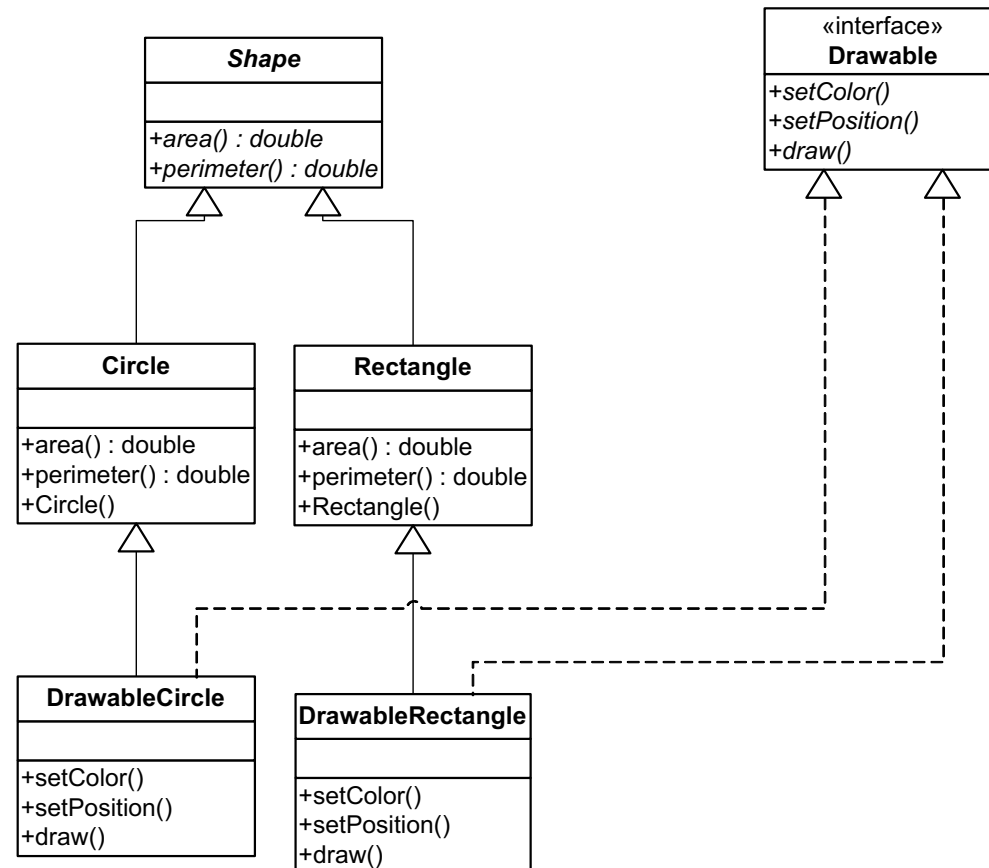 Shape
+area() : double
+perimeter() : double
«interface»
Drawable
+setColor()
+setPosition()
+draw()
Circle
+area() : double
+perimeter() : double
+Circle()
Rectangle
+area() : double
+perimeter() : double
+Rectangle()
DrawableCircle
+setColor()
+setPosition()
+draw()
DrawableRectangle
+setColor()
+setPosition()
+draw()